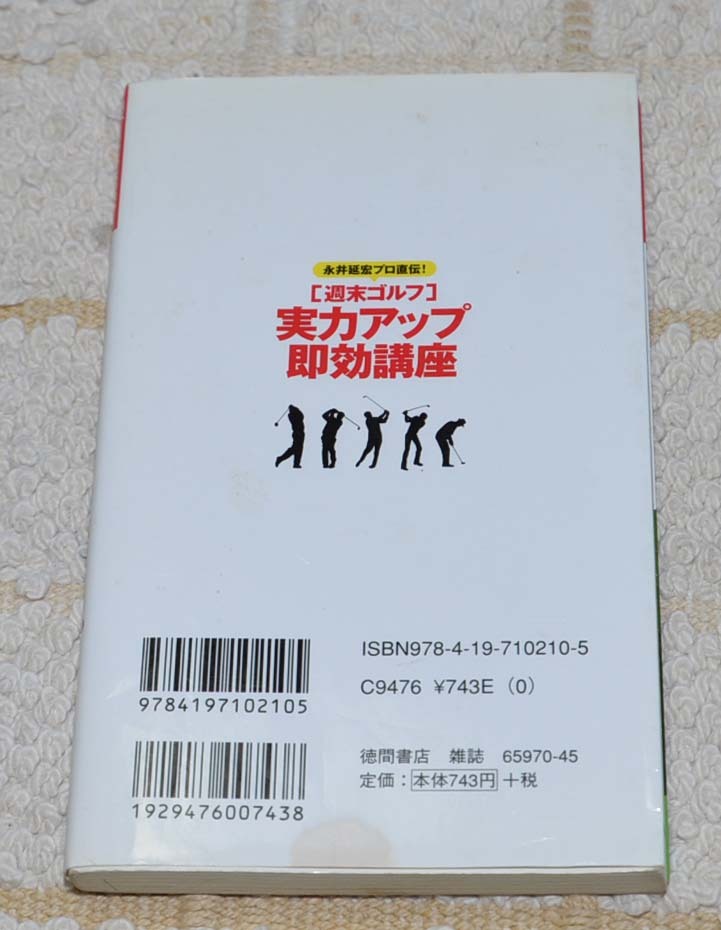 永井延宏プロ直伝!
[週末ゴルフ]
実力アップ
即効講座
ISBN978-4-19-710210-5
C9476 ¥743E (0)
9784197102105
徳間書店 雑誌 65970-45
定価:本体743円+税
1929476007438